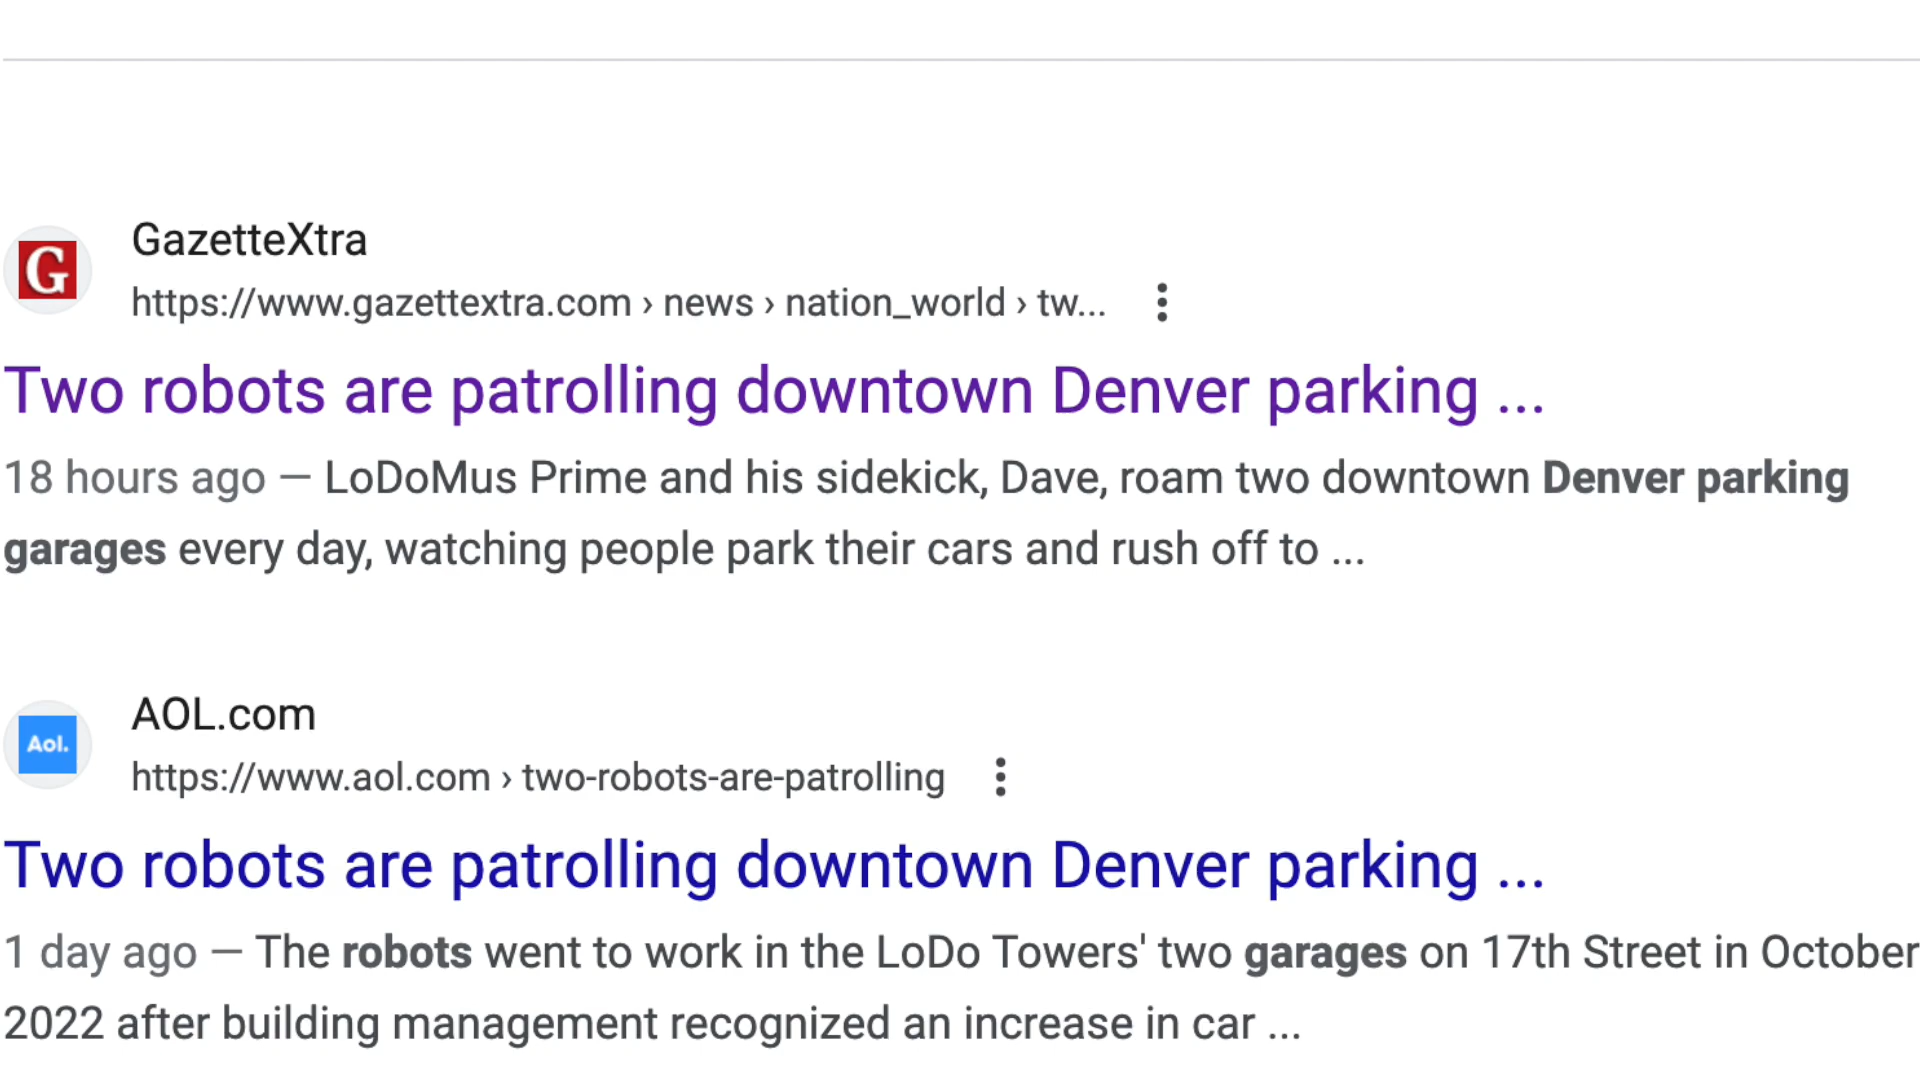 GazetteXtra
G
https://www.gazettextra.com › news › nation_world › tw...
Two robots are patrolling downtown Denver parking ...
18 hours ago — LoDoMus Prime and his sidekick, Dave, roam two downtown Denver parking
garages every day, watching people park their cars and rush off to ...
AOL.com
Aol.
https://www.aol.com › two-robots-are-patrolling
Two robots are patrolling downtown Denver parking ...
1 day ago — The robots went to work in the LoDo Towers' two garages on 17th Street in October
2022 after building management recognized an increase in car ...